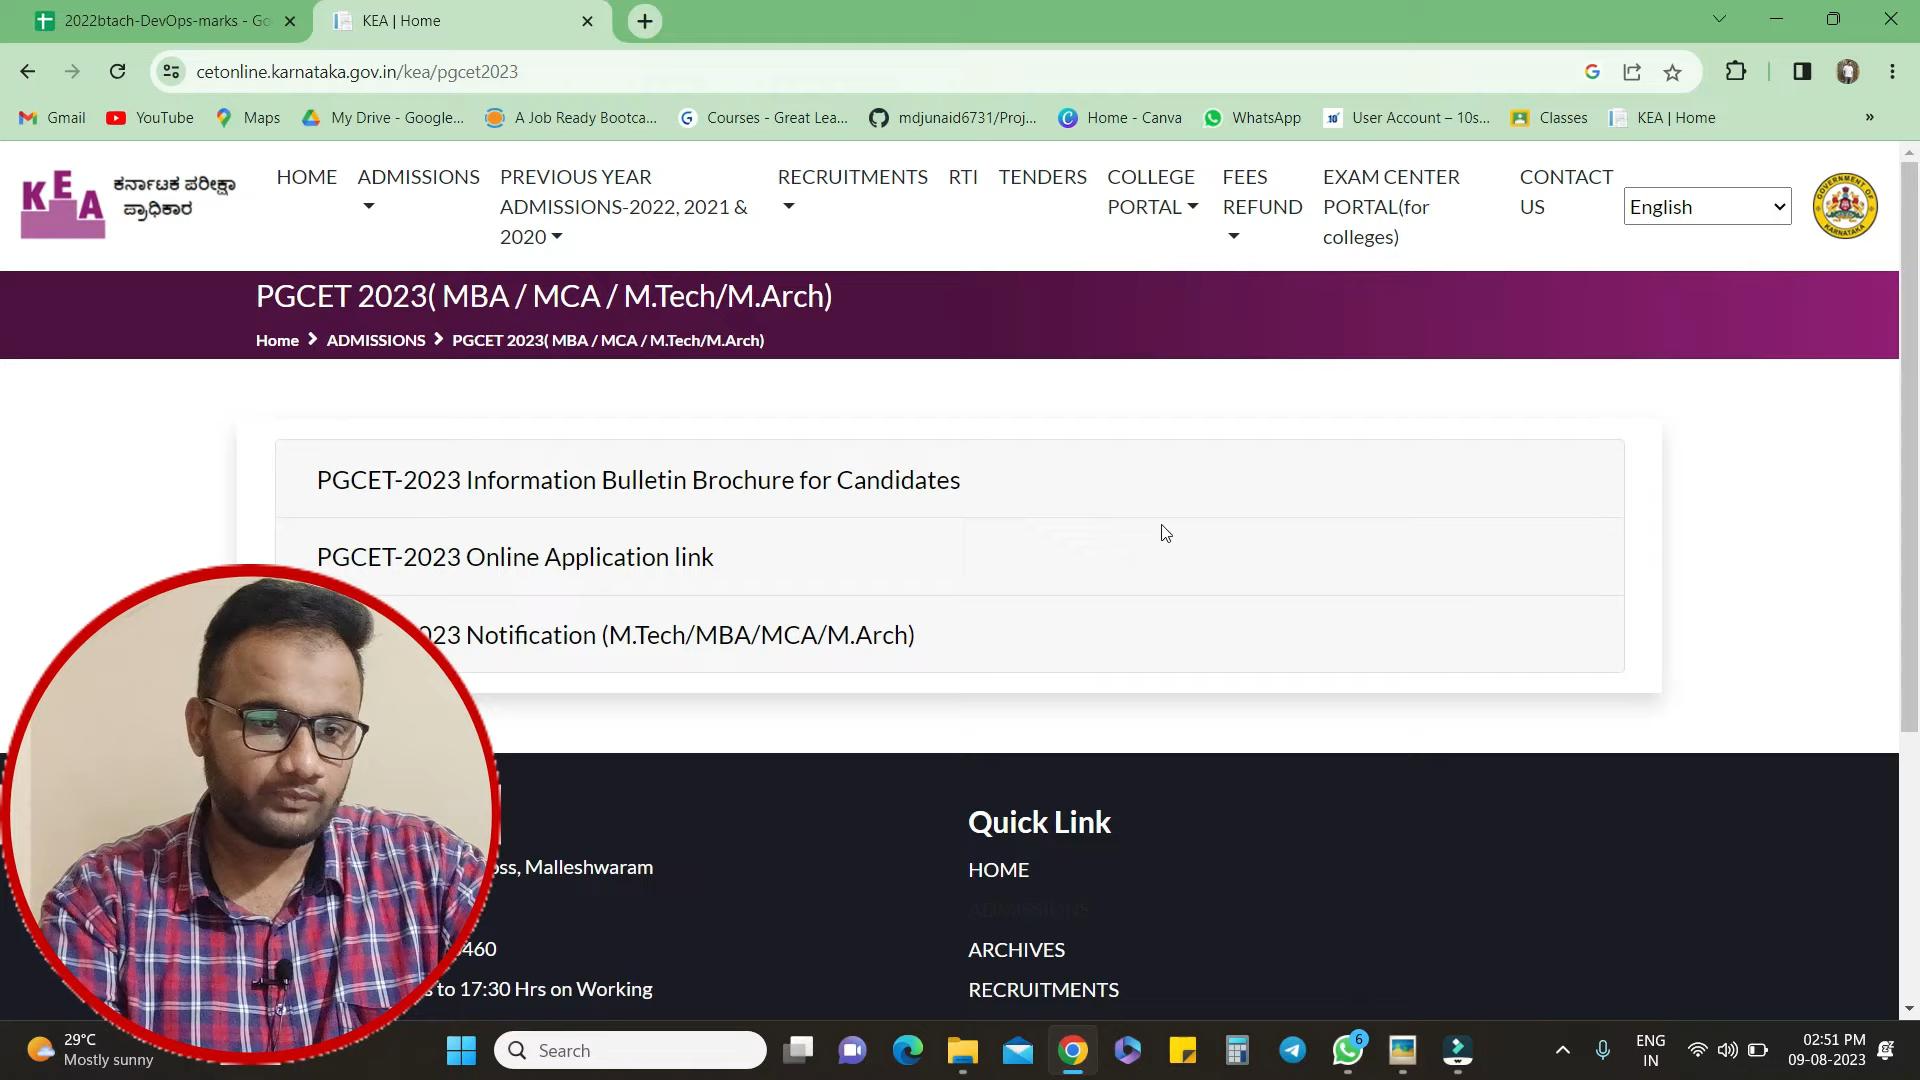 2022btach-DevOps-marks - Go
KEA | Home
cetonline.karnataka.gov.in/kea/pgcet2023
Gmail
YouTube
Maps
My Drive - Google...
A Job Ready Bootca...
Courses - Great Lea...
mdjunaid6731/Proj...
Home - Canva
WhatsApp
User Account – 10s...
Classes
KEA | Home
»
KEA
ಕರ್ನಾಟಕ ಪರೀಕ್ಷಾ
ಪ್ರಾಧಿಕಾರ
HOME
ADMISSIONS
PREVIOUS YEAR
ADMISSIONS-2022, 2021 &
2020
RECRUITMENTS
RTI
TENDERS
COLLEGE
PORTAL
FEES
REFUND
EXAM CENTER
PORTAL(for
colleges)
CONTACT
US
English
PGCET 2023( MBA / MCA / M.Tech/M.Arch)
Home > ADMISSIONS > PGCET 2023( MBA / MCA / M.Tech/M.Arch)
PGCET-2023 Information Bulletin Brochure for Candidates
PGCET-2023 Online Application link
023 Notification (M.Tech/MBA/MCA/M.Arch)
oss, Malleshwaram
460
s to 17:30 Hrs on Working
Quick Link
HOME
ADMISSIONS
ARCHIVES
RECRUITMENTS
29°C
Mostly sunny
Search
6
ENG
IN
02:51 PM
09-08-2023